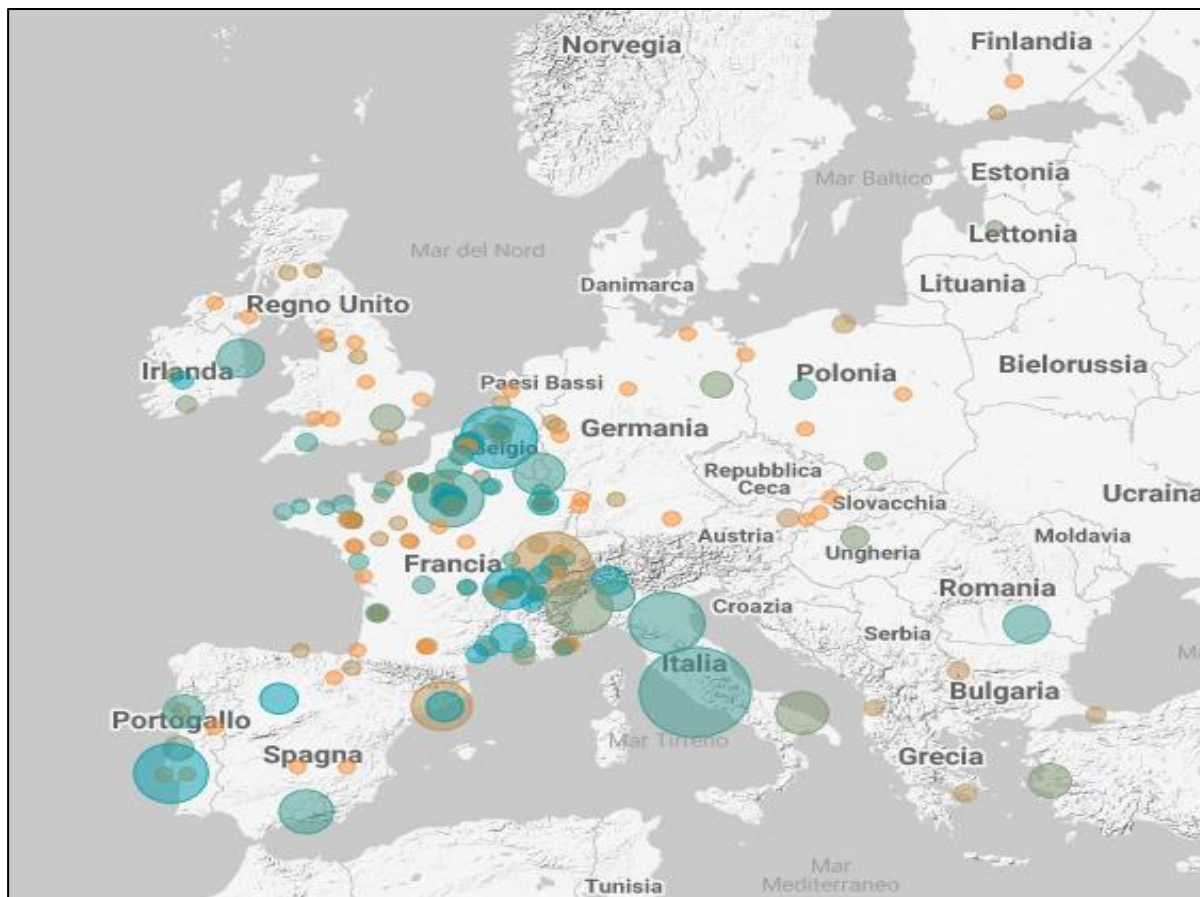 Norvegia
Finlandia
Estonia
Mar Baltico
Lettonia
Mar del Nord
Lituania
Danimarca
Regno Unito
Bielorussia
Irlanda
Paesi Bassi
Polonia
Germania
Belgio
Repubblica
Ceca
Ucraina
Slovacchia
Austria
Moldavia
Ungheria
Francia
Romania
Croazia
Serbia
Italia
Bulgaria
Portogallo
Mar Tirreno
Spagna
Grecia
Mar
Mediterraneo
Tunisia